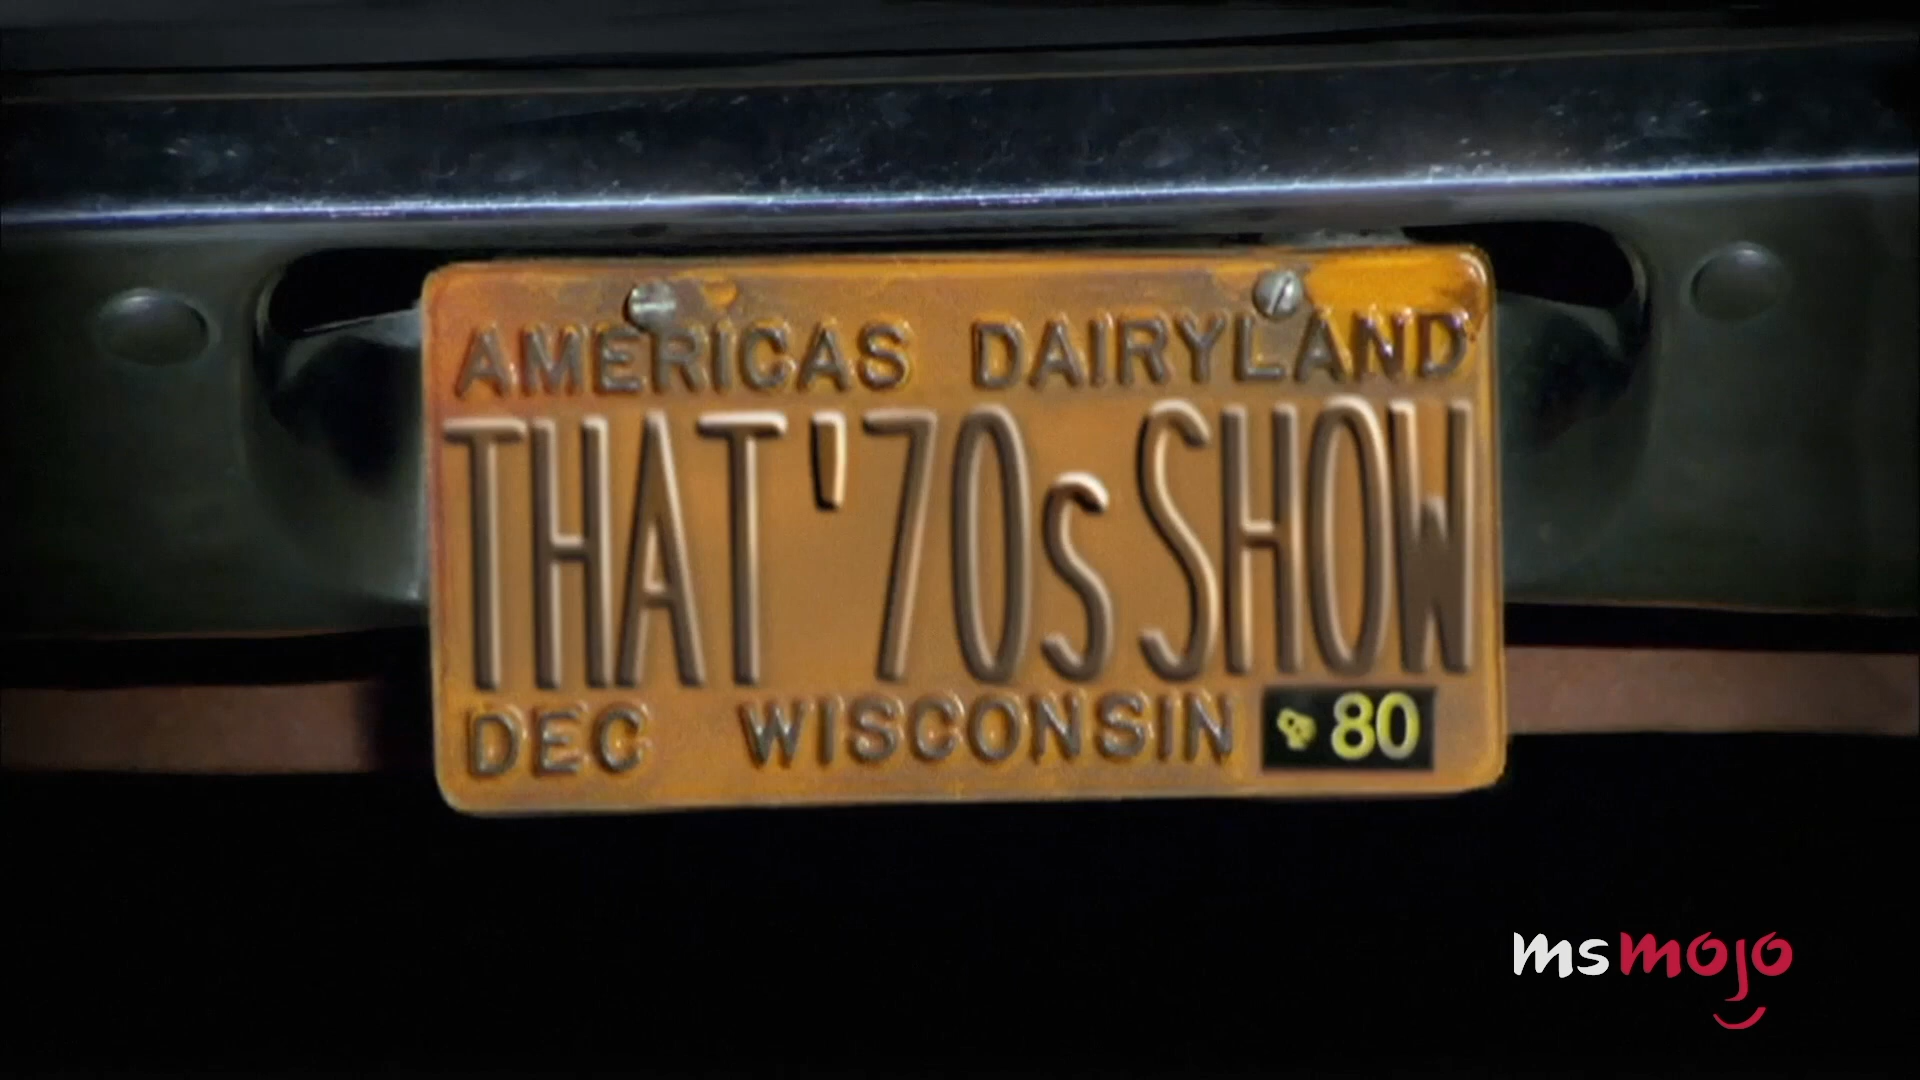 AMERICAS DAIRYLAND
THAT '70s SHOW
DEC WISCONSIN 80
msmojo